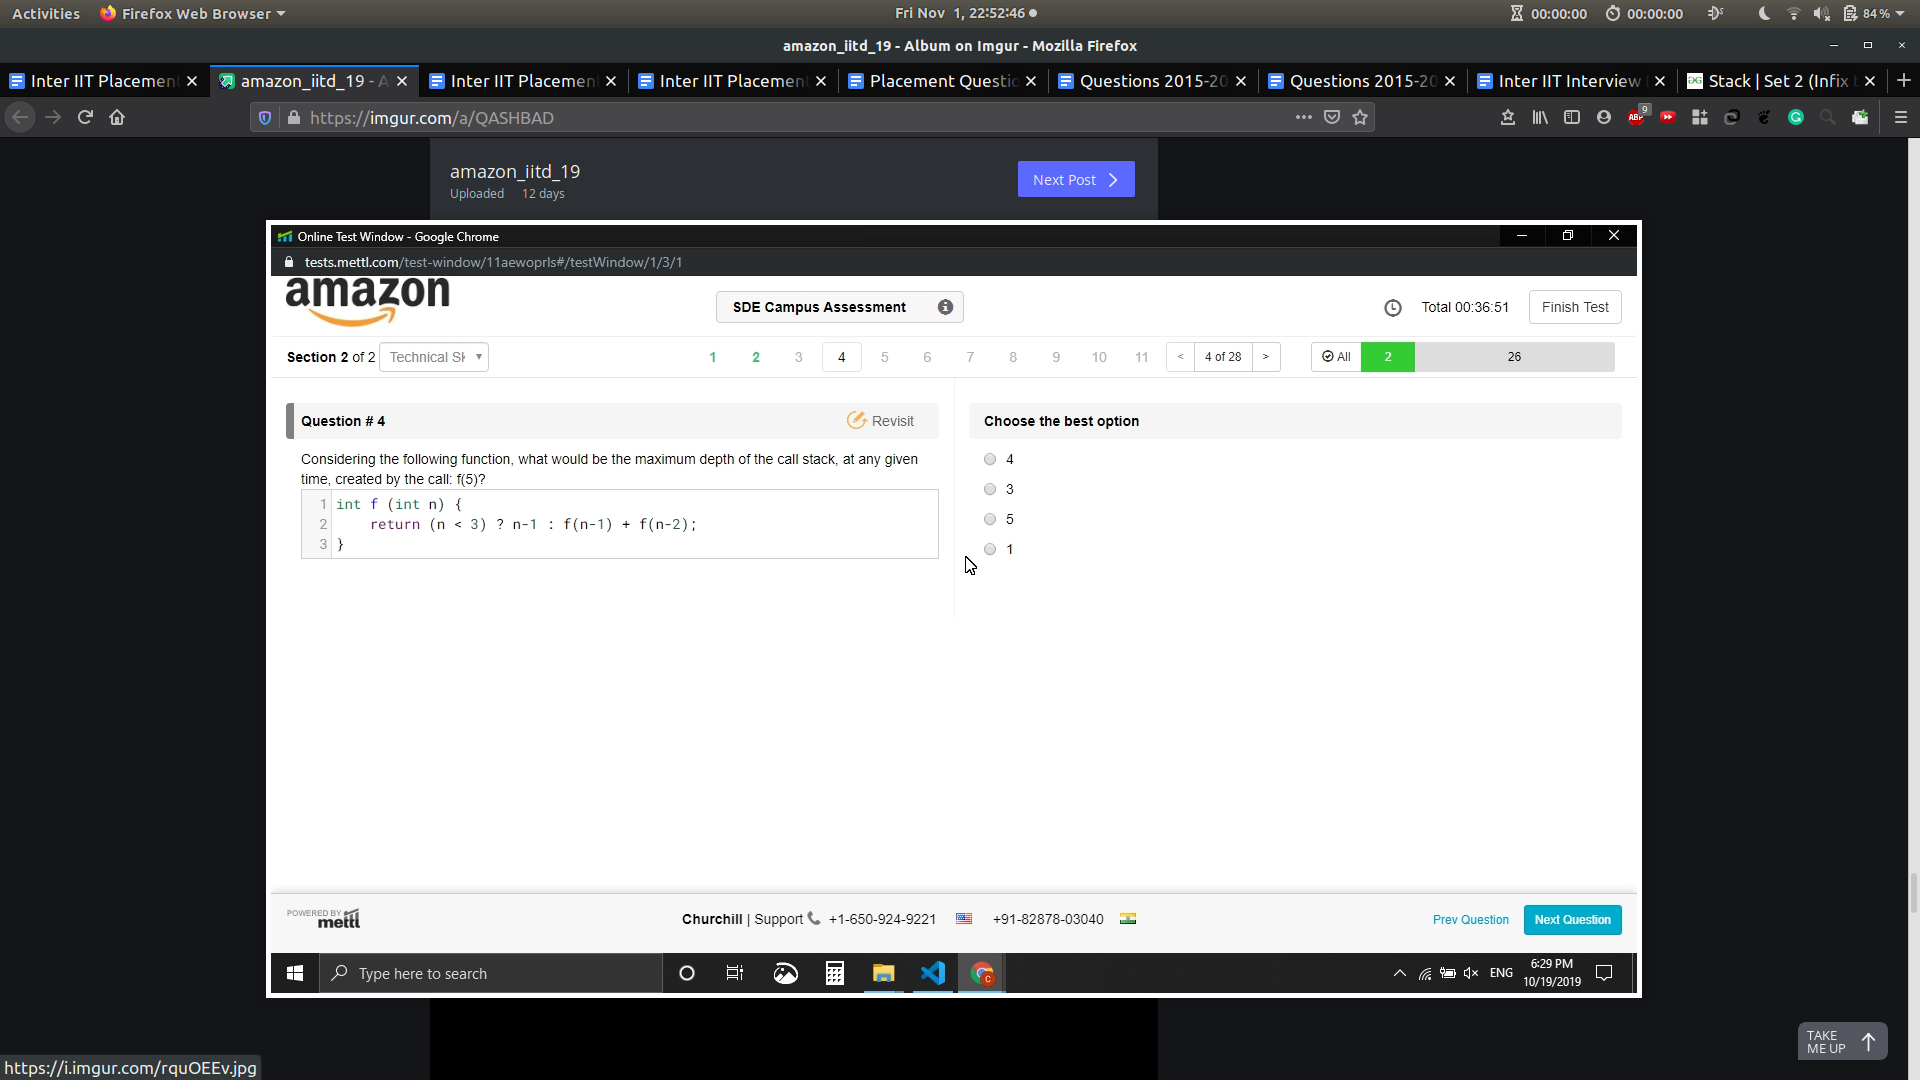 Activities Firefox Web Browser Fri Nov 1, 22:52:46 00:00:00 00:00:00 84 %
amazon_iitd_19 - Album on Imgur - Mozilla Firefox
Inter IIT Placement amazon_iitd_19 - A Inter IIT Placement Inter IIT Placement Placement Questio Questions 2015-20 Questions 2015-20 Inter IIT Interview Stack | Set 2 (Infix t
https://imgur.com/a/QASHBAD ABP 9
amazon_iitd_19
Uploaded 12 days
Next Post
Online Test Window - Google Chrome
tests.mettl.com/test-window/11aewoprls#/testWindow/1/3/1
amazon
SDE Campus Assessment
Total 00:36:51 Finish Test
Section 2 of 2 Technical Sk 1 2 3 4 5 6 7 8 9 10 11 < 4 of 28 > All 2 26
Question # 4 Revisit
Considering the following function, what would be the maximum depth of the call stack, at any given
time, created by the call: f(5)?
1 int f (int n) {
2 return (n < 3) ? n-1 : f(n-1) + f(n-2);
3 }
Choose the best option
4
3
5
1
POWERED BY
mettl
Churchill | Support +1-650-924-9221 +91-82878-03040
Prev Question Next Question
Type here to search
C
ENG
6:29 PM
10/19/2019
TAKE
ME UP
https://i.imgur.com/rquOEEv.jpg